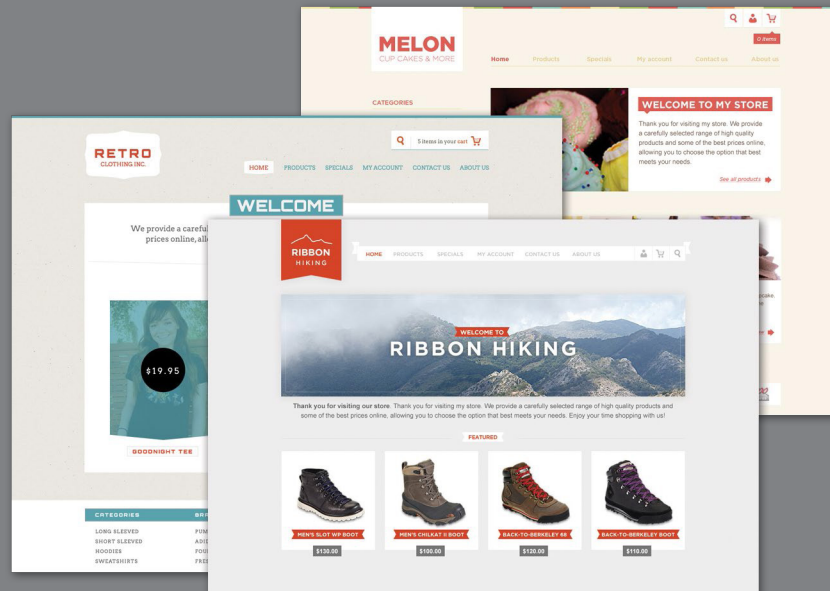 MELON
CUP CAKES & MORE
0 items
Home Products Specials My account Contact us About us
CATEGORIES
WELCOME TO MY STORE
Thank you for visiting my store. We provide
a carefully selected range of high quality
products and some of the best prices online,
allowing you to choose the option that best
meets your needs.
See all products
RETRO
CLOTHING INC.
5 items in your cart
HOME PRODUCTS SPECIALS MY ACCOUNT CONTACT US ABOUT US
WELCOME
We provide a careful
prices online, all
$19.95
GOODNIGHT TEE
CATEGORIES
LONG SLEEVED
SHORT SLEEVED
HOODIES
SWEATSHIRTS
RIBBON
HIKING
HOME PRODUCTS SPECIALS MY ACCOUNT CONTACT US ABOUT US
WELCOME TO
RIBBON HIKING
Thank you for visiting our store. Thank you for visiting my store. We provide a carefully selected range of high quality products and
some of the best prices online, allowing you to choose the option that best meets your needs. Enjoy your time shopping with us!
FEATURED
MEN'S SLOT WP BOOT
$130.00
MEN'S CHILKAT II BOOT
$100.00
BACK-TO-BERKELEY 68
$120.00
BACK-TO-BERKELEY BOOT
$110.00